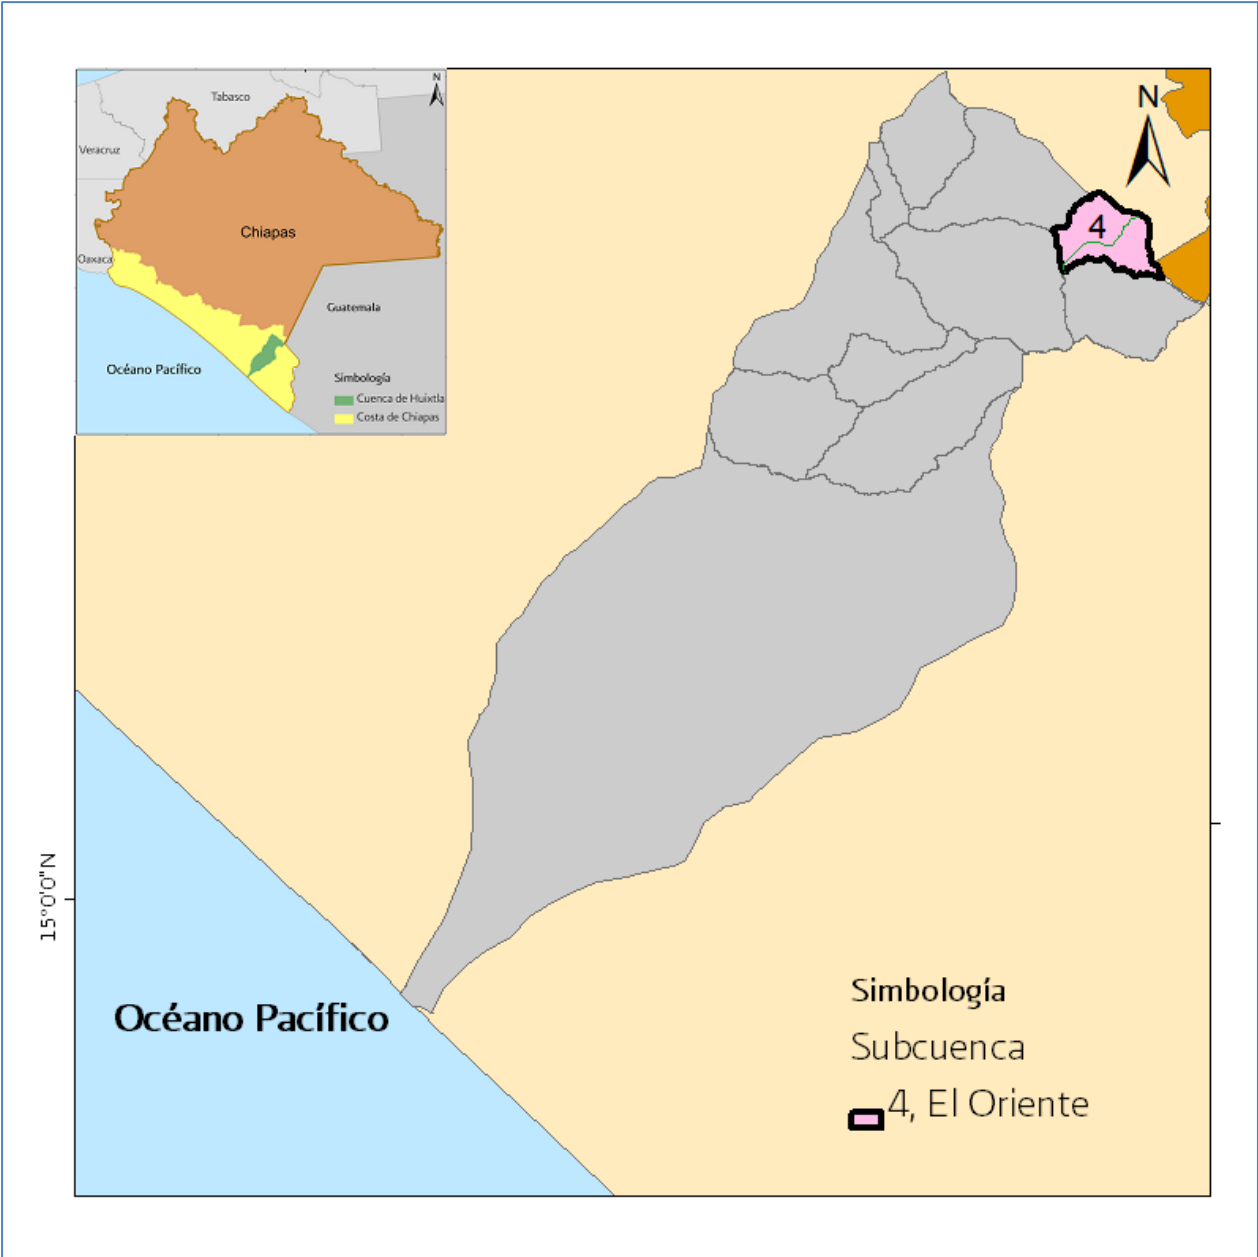 N
Tabasco
Veracruz
Chiapas
Oaxaca
Guatemala
Océano Pacífico
Simbología
Cuenca de Huixtla
Costa de Chiapas
N
4
15°0'0"N
Océano Pacífico
Simbología
Subcuenca
4, El Oriente